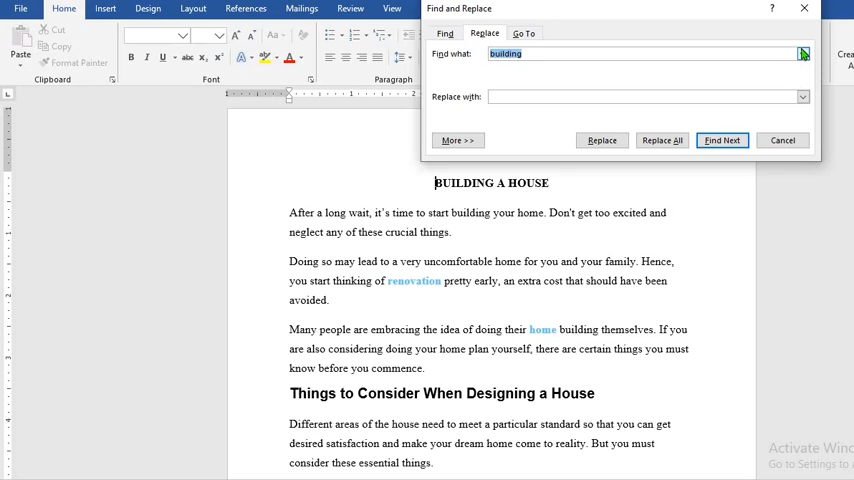 File Home Insert Design Layout References Mailings Review View
Find and Replace ? ×
Cut
Copy
Paste Format Painter
Clipboard Font Paragraph
B I U abc x₂ x² A ab A
Aa
Find Replace Go To
Find what: building
Replace with:
More >> Replace Replace All Find Next Cancel
BUILDING A HOUSE
After a long wait, it's time to start building your home. Don't get too excited and
neglect any of these crucial things.
Doing so may lead to a very uncomfortable home for you and your family. Hence,
you start thinking of renovation pretty early, an extra cost that should have been
avoided.
Many people are embracing the idea of doing their home building themselves. If you
are also considering doing your home plan yourself, there are certain things you must
know before you commence.
Things to Consider When Designing a House
Different areas of the house need to meet a particular standard so that you can get
desired satisfaction and make your dream home come to reality. But you must
consider these essential things.
Activate Winc
Go to Settings to a